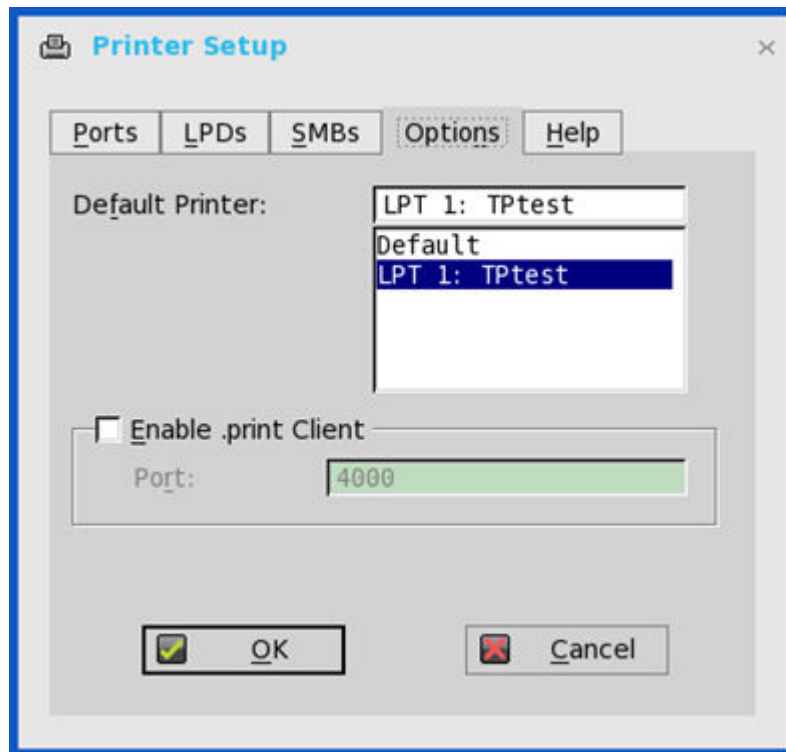 Printer Setup
Ports LPDs SMBs Options Help
Default Printer: LPT 1: TPtest
Default
LPT 1: TPtest
Enable .print Client
Port: 4000
OK Cancel